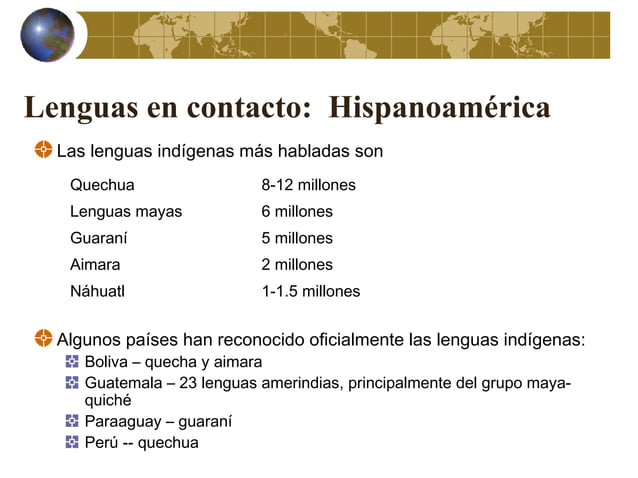 Lenguas en contacto:  Hispanoamérica
Las lenguas indígenas más habladas son
Quechua 8-12 millones
Lenguas mayas 6 millones
Guaraní 5 millones
Aimara 2 millones
Náhuatl 1-1.5 millones
Algunos países han reconocido oficialmente las lenguas indígenas:
Boliva – quecha y aimara
Guatemala – 23 lenguas amerindias, principalmente del grupo maya-
quiché
Paraaguay – guaraní
Perú -- quechua